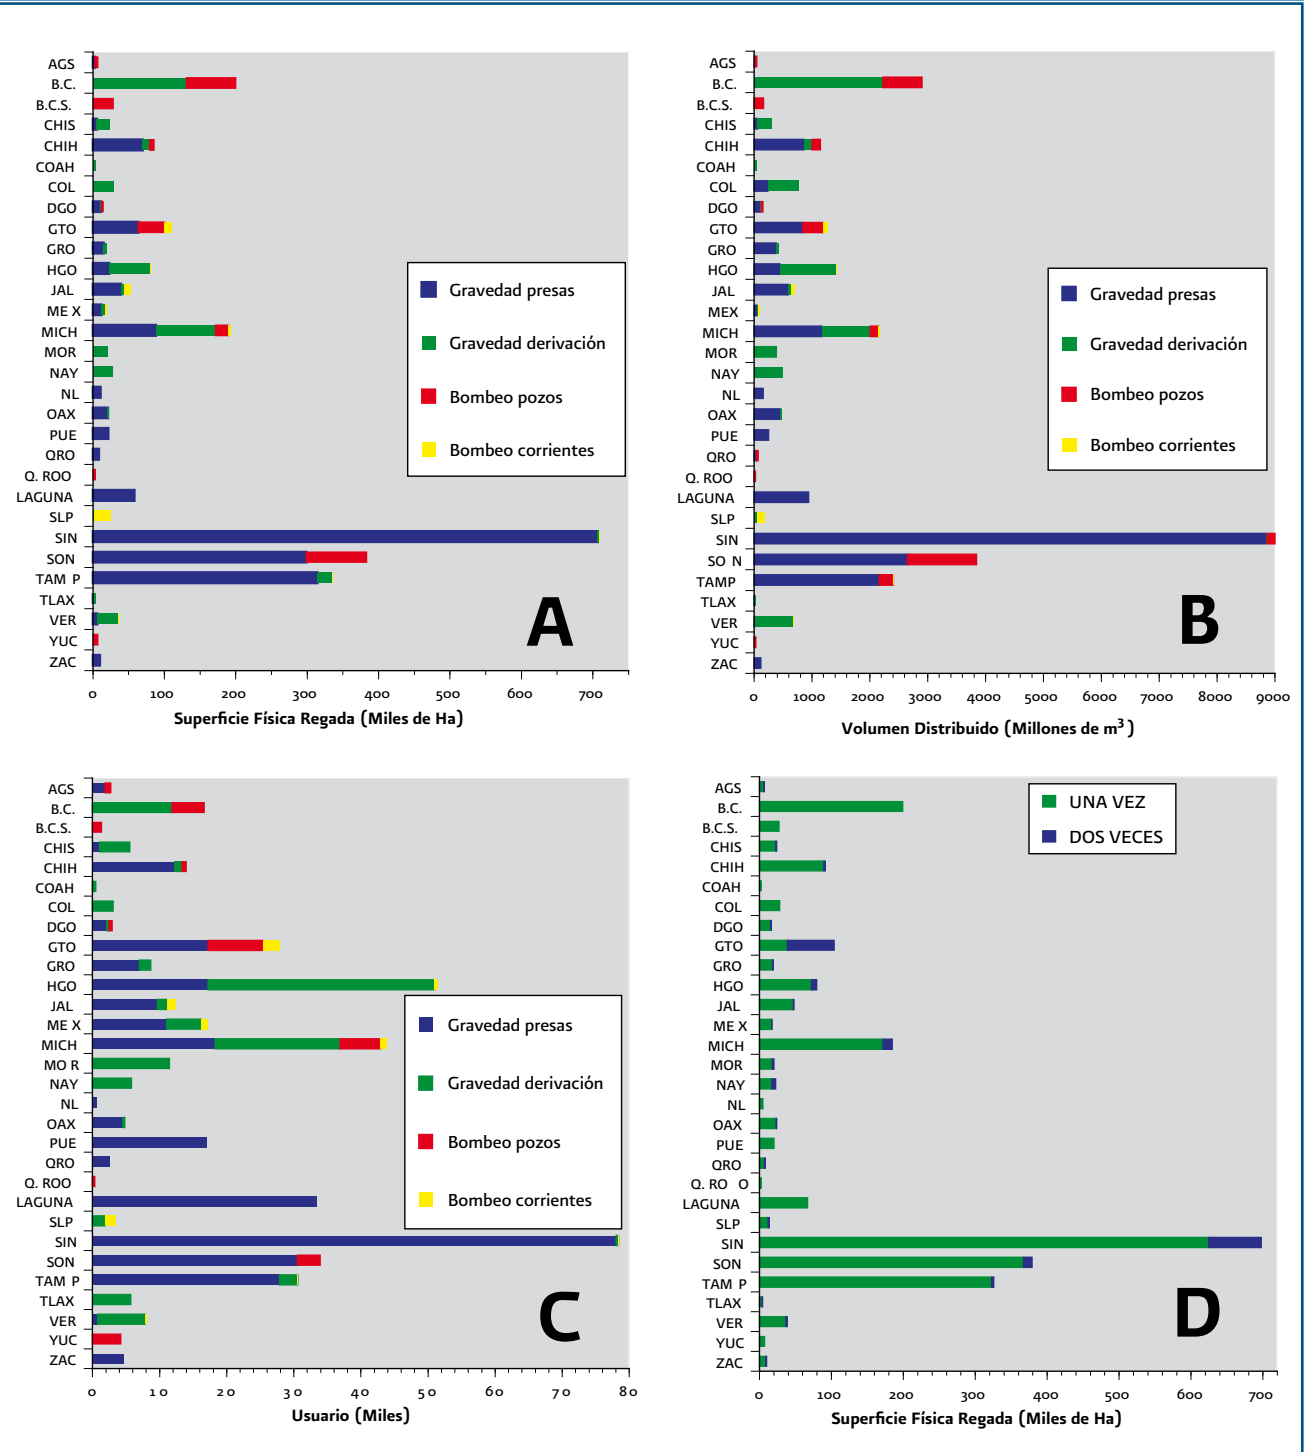 AGS
B.C.
B.C.S.
CHIS
CHIH
COAH
COL
DGO
GTO
GRO
HGO
JAL
ME X
MICH
MOR
NAY
NL
OAX
PUE
QRO
Q. ROO
LAGUNA
SLP
SIN
SON
TAM P
TLAX
VER
YUC
ZAC
Gravedad presas
Gravedad derivación
Bombeo pozos
Bombeo corrientes
A
0 100 200 300 400 500 600 700
Superficie Física Regada (Miles de Ha)
AGS
B.C.
B.C.S.
CHIS
CHIH
COAH
COL
DGO
GTO
GRO
HGO
JAL
MEX
MICH
MOR
NAY
NL
OAX
PUE
QRO
Q. ROO
LAGUNA
SLP
SIN
SO N
TAMP
TLAX
VER
YUC
ZAC
Gravedad presas
Gravedad derivación
Bombeo pozos
Bombeo corrientes
B
0 1000 2000 3000 4000 5000 6000 7000 8000 9000
Volumen Distribuido (Millones de m³ )
AGS
B.C.
B.C.S.
CHIS
CHIH
COAH
COL
DGO
GTO
GRO
HGO
JAL
ME X
MICH
MO R
NAY
NL
OAX
PUE
QRO
Q. ROO
LAGUNA
SLP
SIN
SON
TAM P
TLAX
VER
YUC
ZAC
Gravedad presas
Gravedad derivación
Bombeo pozos
Bombeo corrientes
C
0 10 20 30 40 50 60 70 80
Usuario (Miles)
AGS
B.C.
B.C.S.
CHIS
CHIH
COAH
COL
DGO
GTO
GRO
HGO
JAL
ME X
MICH
MOR
NAY
NL
OAX
PUE
QRO
Q. RO O
LAGUNA
SLP
SIN
SON
TAM P
TLAX
VER
YUC
ZAC
UNA VEZ
DOS VECES
D
0 100 200 300 400 500 600 700
Superficie Física Regada (Miles de Ha)